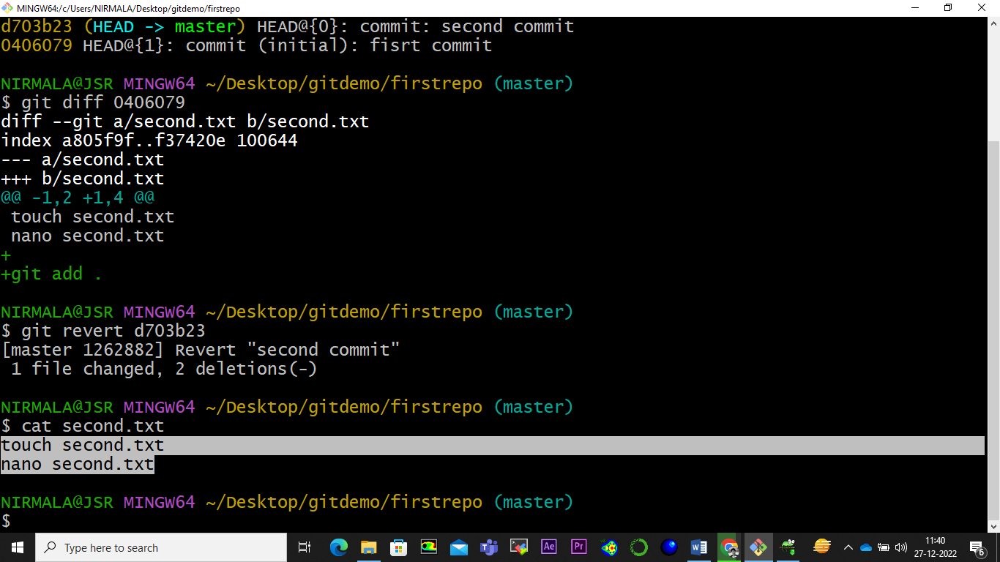 MINGW64:/c/Users/NIRMALA/Desktop/gitdemo/firstrepo
d703b23 (HEAD -> master) HEAD@{0}: commit: second commit
0406079 HEAD@{1}: commit (initial): fisrt commit
NIRMALA@JSR MINGW64 ~/Desktop/gitdemo/firstrepo (master)
$ git diff 0406079
diff --git a/second.txt b/second.txt
index a805f9f..f37420e 100644
--- a/second.txt
+++ b/second.txt
@@ -1,2 +1,4 @@
 touch second.txt
 nano second.txt
+
+git add .
NIRMALA@JSR MINGW64 ~/Desktop/gitdemo/firstrepo (master)
$ git revert d703b23
[master 1262882] Revert "second commit"
 1 file changed, 2 deletions(-)
NIRMALA@JSR MINGW64 ~/Desktop/gitdemo/firstrepo (master)
$ cat second.txt
touch second.txt
nano second.txt
NIRMALA@JSR MINGW64 ~/Desktop/gitdemo/firstrepo (master)
$
Type here to search
Ae
Pr
11:40
27-12-2022
6